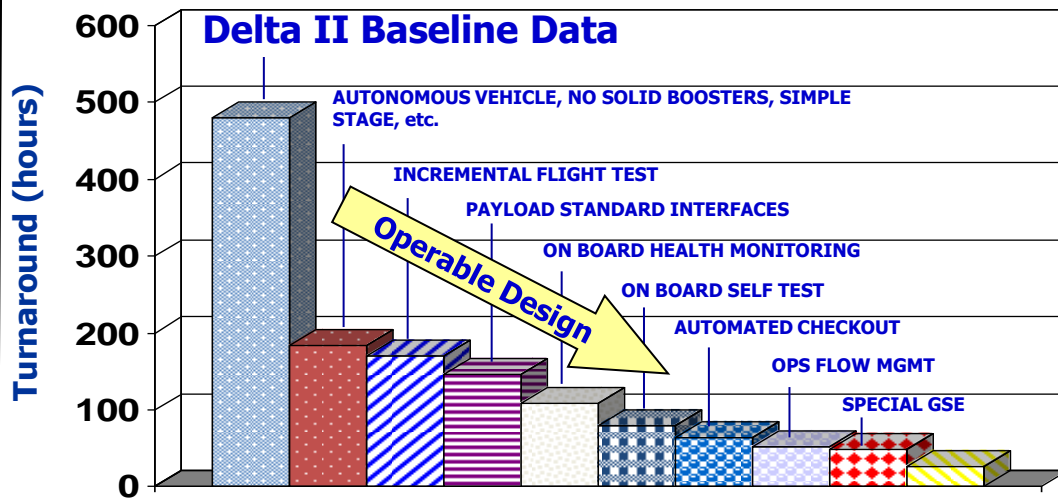 Delta II Baseline Data
600
500
400
300
200
100
0
Turnaround (hours)
AUTONOMOUS VEHICLE, NO SOLID BOOSTERS, SIMPLE
STAGE, etc.
INCREMENTAL FLIGHT TEST
PAYLOAD STANDARD INTERFACES
ON BOARD HEALTH MONITORING
ON BOARD SELF TEST
AUTOMATED CHECKOUT
OPS FLOW MGMT
SPECIAL GSE
Operable Design